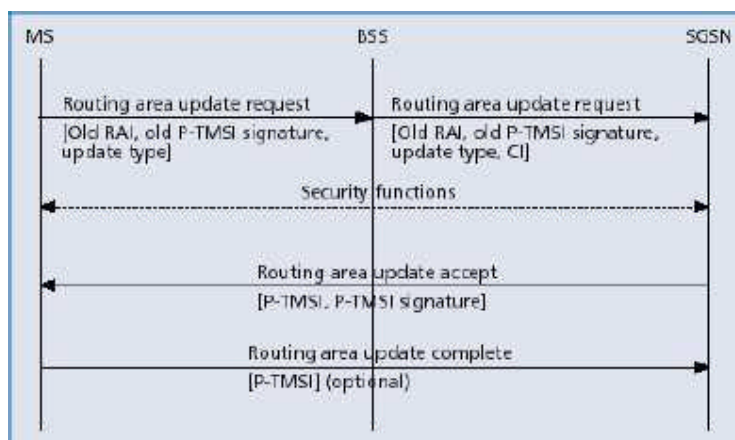 MS BSS SGSN
Routing area update request Routing area update request
[Old RAI, old P-TMSI signature, [Old RAI, old P-TMSI signature,
update type] update type, CI]
Security functions
Routing area update accept
[P-TMSI, P-TMSI signature]
Routing area update complete
[P-TMSI] (optional)